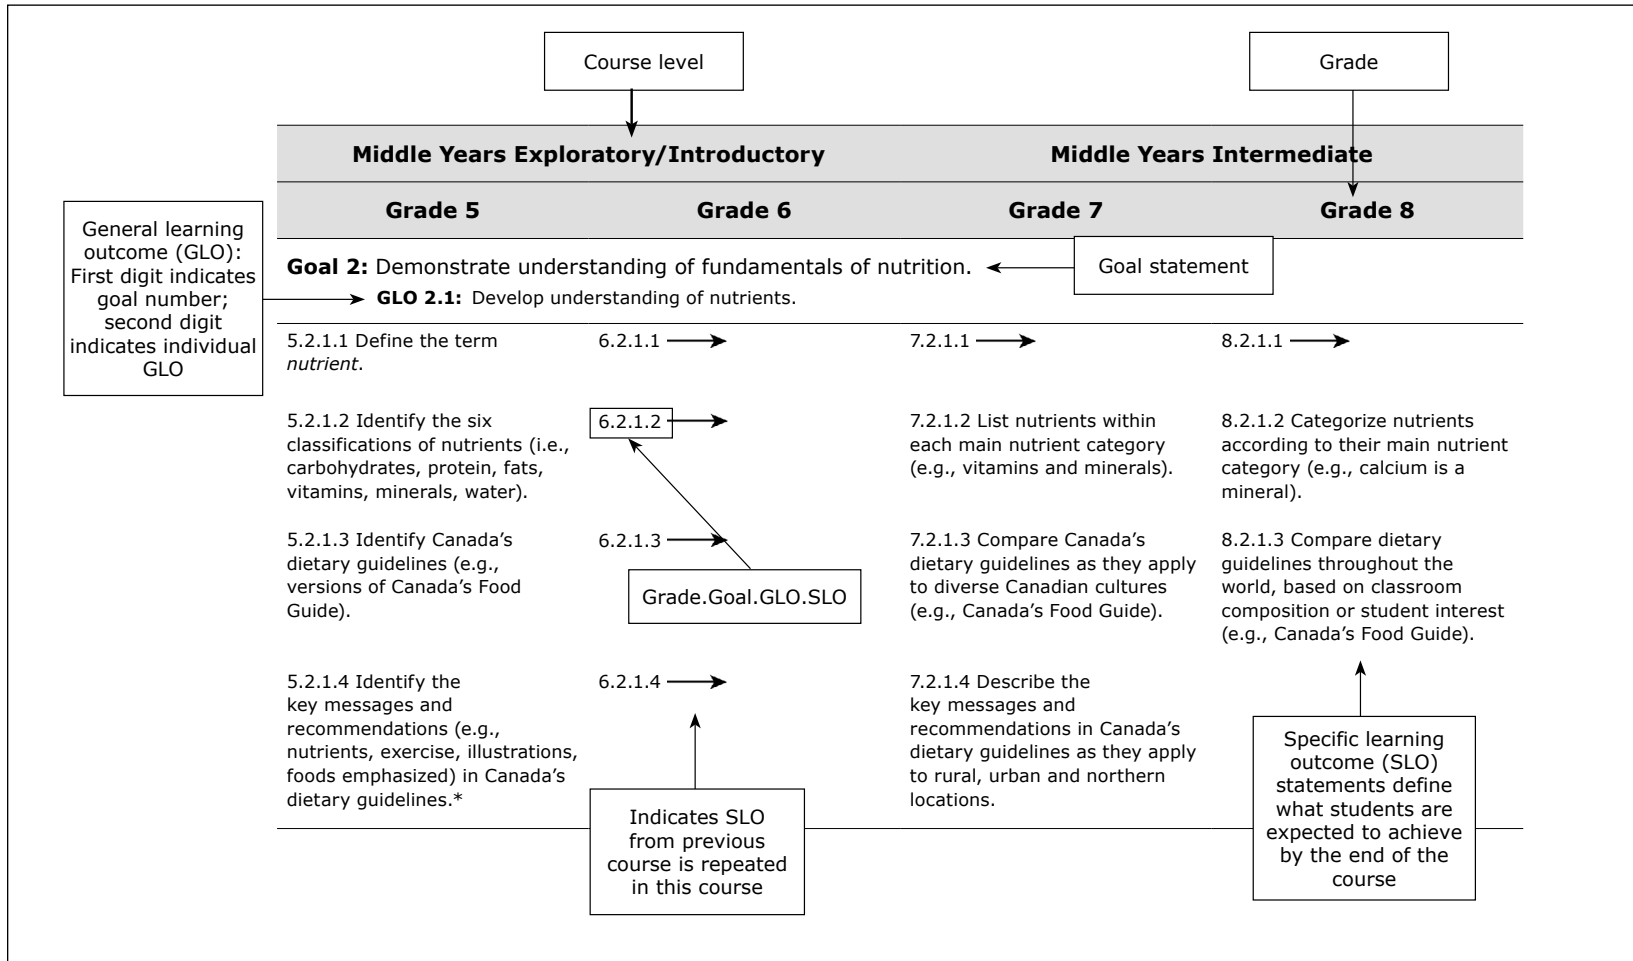 Course level
Grade
Middle Years Exploratory/Introductory
Middle Years Intermediate
Grade 5
Grade 6
Grade 7
Grade 8
General learning
outcome (GLO):
First digit indicates
goal number;
second digit
indicates individual
GLO
Goal 2: Demonstrate understanding of fundamentals of nutrition.
Goal statement
GLO 2.1: Develop understanding of nutrients.
5.2.1.1 Define the term
nutrient.
6.2.1.1
7.2.1.1
8.2.1.1
5.2.1.2 Identify the six
classifications of nutrients (i.e.,
carbohydrates, protein, fats,
vitamins, minerals, water).
6.2.1.2
7.2.1.2 List nutrients within
each main nutrient category
(e.g., vitamins and minerals).
8.2.1.2 Categorize nutrients
according to their main nutrient
category (e.g., calcium is a
mineral).
5.2.1.3 Identify Canada’s
dietary guidelines (e.g.,
versions of Canada’s Food
Guide).
6.2.1.3
Grade.Goal.GLO.SLO
7.2.1.3 Compare Canada’s
dietary guidelines as they apply
to diverse Canadian cultures
(e.g., Canada’s Food Guide).
8.2.1.3 Compare dietary
guidelines throughout the
world, based on classroom
composition or student interest
(e.g., Canada’s Food Guide).
5.2.1.4 Identify the
key messages and
recommendations (e.g.,
nutrients, exercise, illustrations,
foods emphasized) in Canada’s
dietary guidelines.*
6.2.1.4
Indicates SLO
from previous
course is repeated
in this course
7.2.1.4 Describe the
key messages and
recommendations in Canada’s
dietary guidelines as they apply
to rural, urban and northern
locations.
Specific learning
outcome (SLO)
statements define
what students are
expected to achieve
by the end of the
course